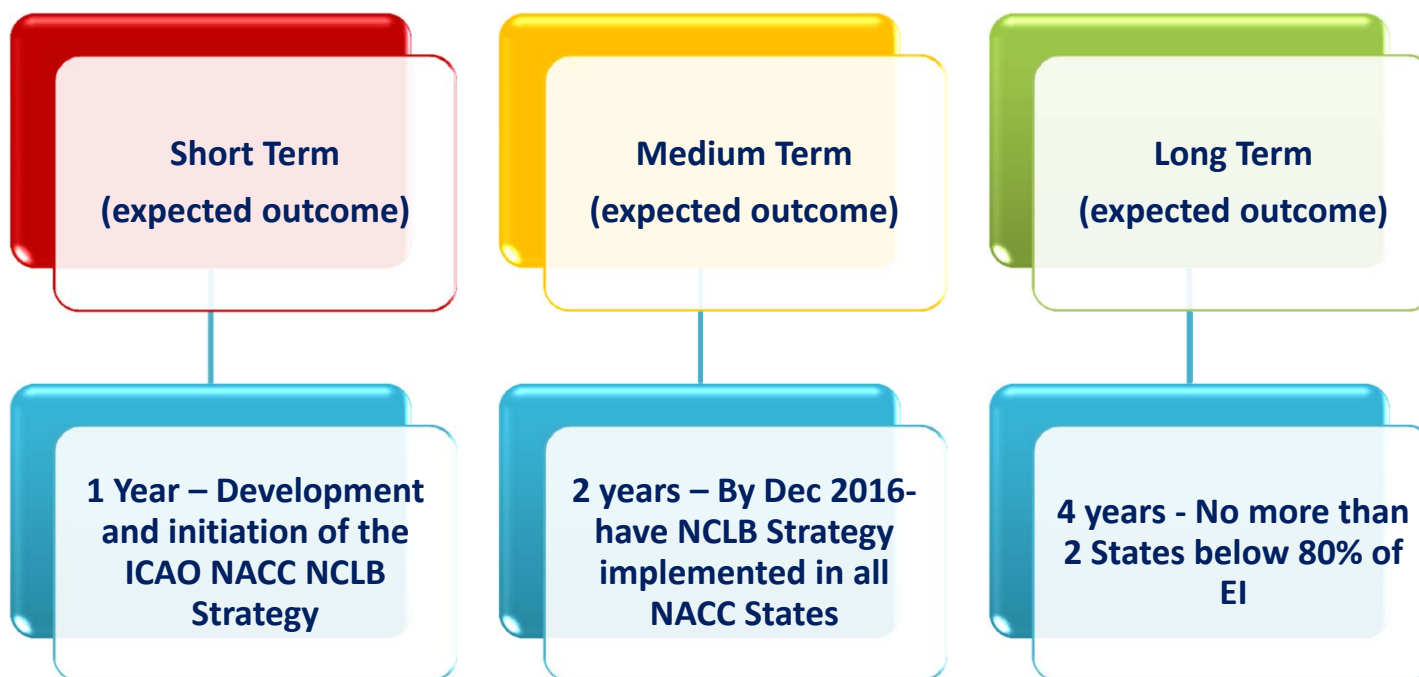 Short Term
(expected outcome)
Medium Term
(expected outcome)
Long Term
(expected outcome)
1 Year – Development
and initiation of the
ICAO NACC NCLB
Strategy
2 years – By Dec 2016-
have NCLB Strategy
implemented in all
NACC States
4 years - No more than
2 States below 80% of
EI